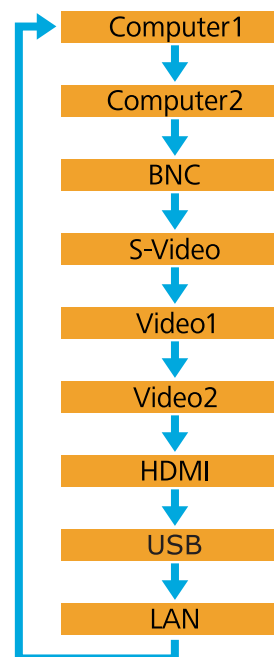 Computer1
Computer2
BNC
S-Video
Video1
Video2
HDMI
USB
LAN